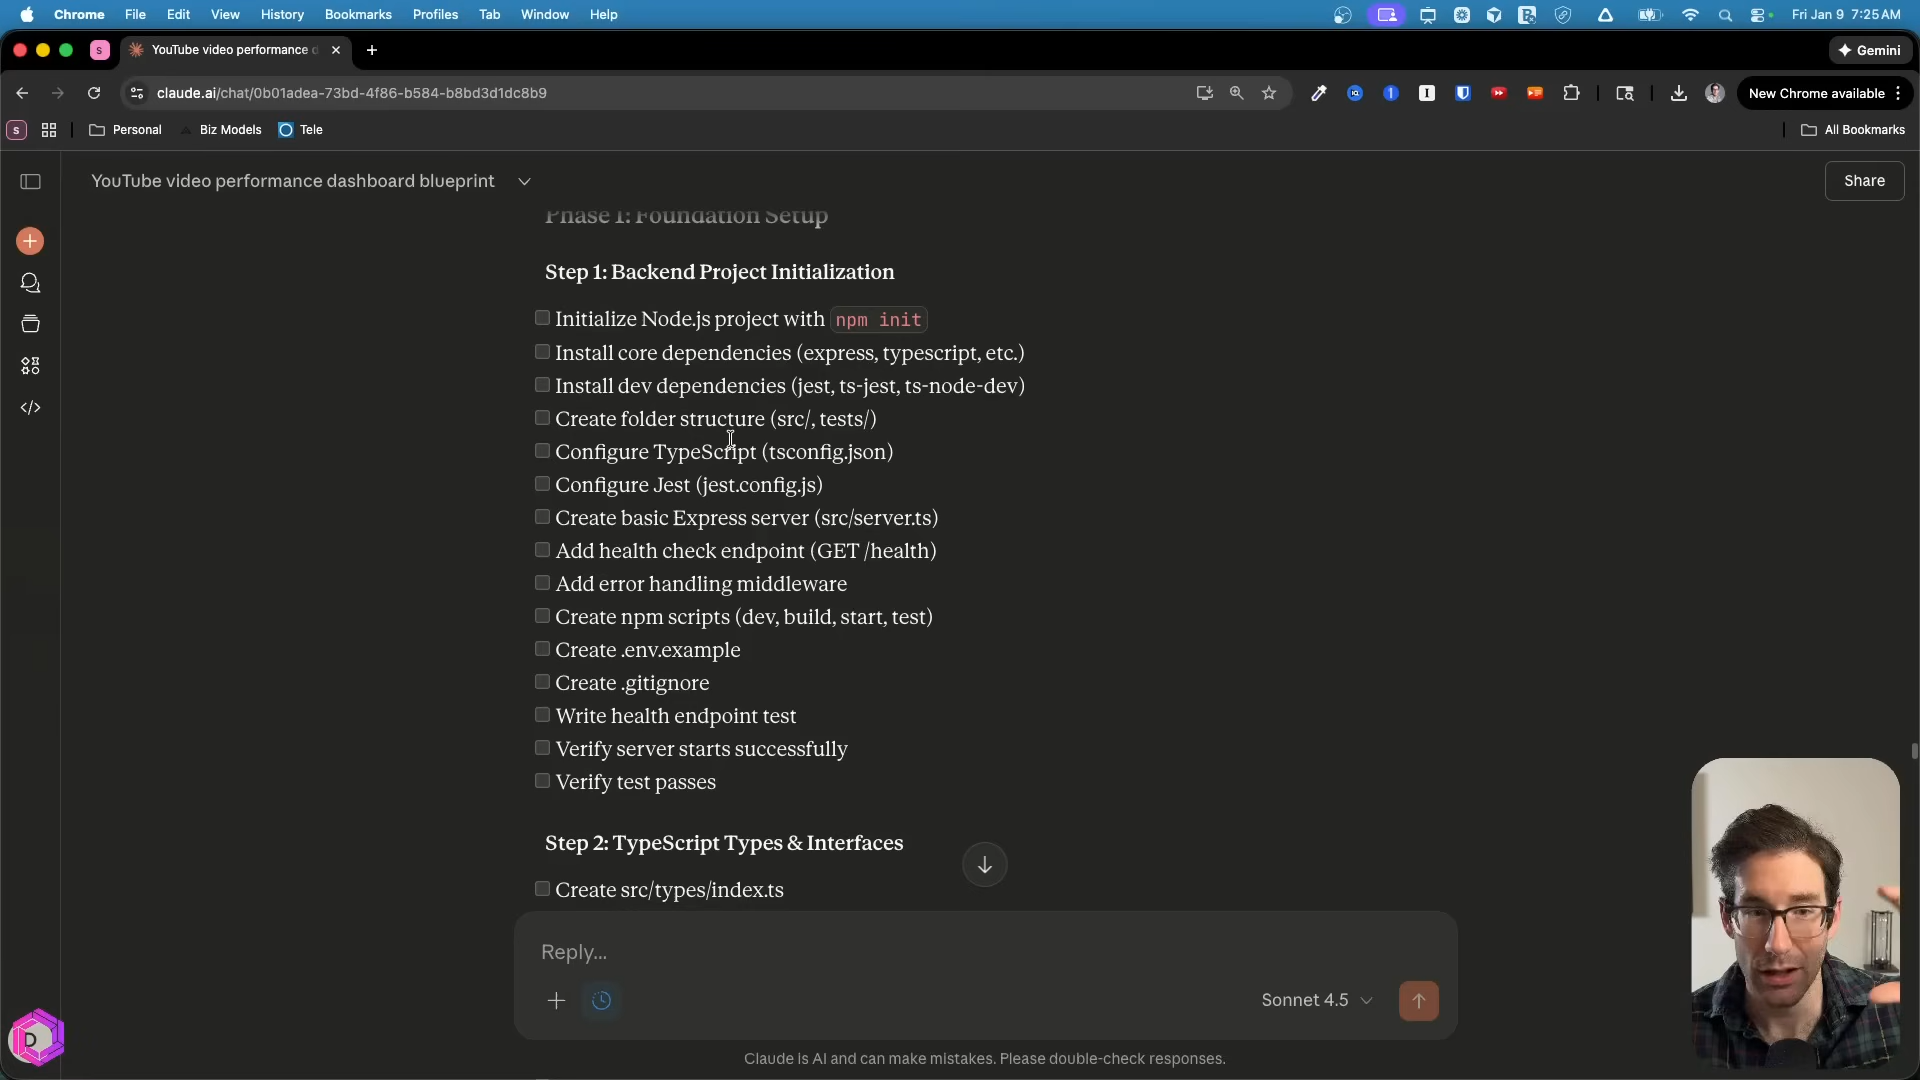 Chrome File Edit View History Bookmarks Profiles Tab Window Help
Fri Jan 9 7:25 AM
S YouTube video performance d
Gemini
claude.ai/chat/0b01adea-73bd-4f86-b584-b8bd3d1dc8b9
New Chrome available
S Personal Biz Models Tele
All Bookmarks
YouTube video performance dashboard blueprint
Share
Phase 1: Foundation Setup
Step 1: Backend Project Initialization
Initialize Node.js project with npm init
Install core dependencies (express, typescript, etc.)
Install dev dependencies (jest, ts-jest, ts-node-dev)
Create folder structure (src/, tests/)
Configure TypeScript (tsconfig.json)
Configure Jest (jest.config.js)
Create basic Express server (src/server.ts)
Add health check endpoint (GET /health)
Add error handling middleware
Create npm scripts (dev, build, start, test)
Create .env.example
Create .gitignore
Write health endpoint test
Verify server starts successfully
Verify test passes
Step 2: TypeScript Types & Interfaces
Create src/types/index.ts
Reply...
Sonnet 4.5
D
Claude is AI and can make mistakes. Please double-check responses.